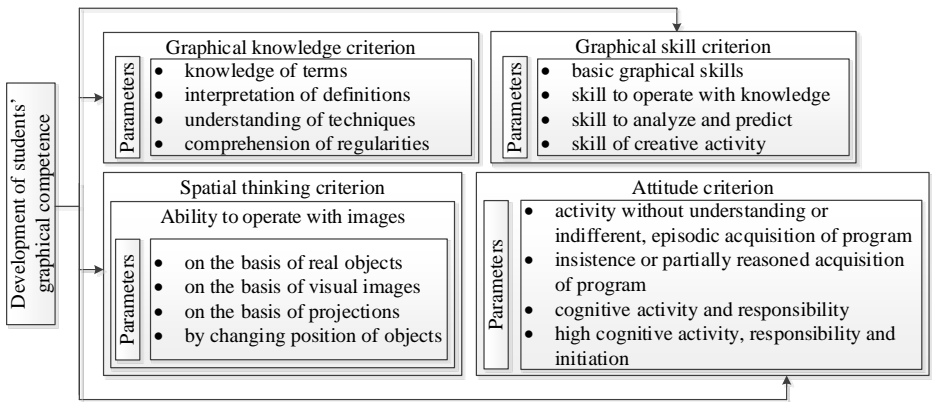 Development of students'
graphical competence
Graphical knowledge criterion
Parameters
• knowledge of terms
• interpretation of definitions
• understanding of techniques
• comprehension of regularities
Graphical skill criterion
Parameters
• basic graphical skills
• skill to operate with knowledge
• skill to analyze and predict
• skill of creative activity
Spatial thinking criterion
Ability to operate with images
Parameters
• on the basis of real objects
• on the basis of visual images
• on the basis of projections
• by changing position of objects
Attitude criterion
Parameters
• activity without understanding or
indifferent, episodic acquisition of program
• insistence or partially reasoned acquisition
of program
• cognitive activity and responsibility
• high cognitive activity, responsibility and
initiation